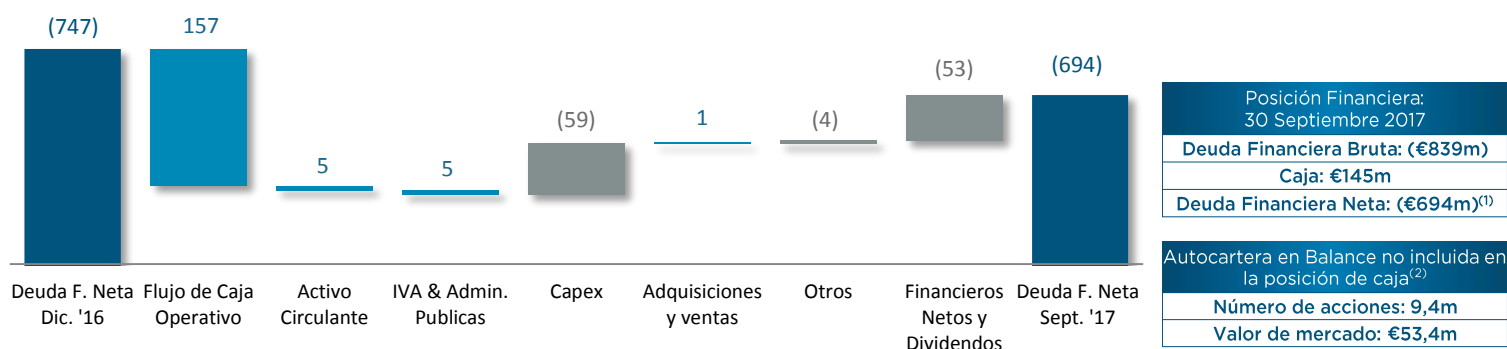 (747)
157
5
5
(59)
1
(4)
(53)
(694)
Deuda F. Neta
Dic. '16
Flujo de Caja
Operativo
Activo
Circulante
IVA & Admin.
Publicas
Capex
Adquisiciones
y ventas
Otros
Financieros
Netos y
Dividendos
Deuda F. Neta
Sept. '17
Posición Financiera:
30 Septiembre 2017
Deuda Financiera Bruta: (€839m)
Caja: €145m
Deuda Financiera Neta: (€694m)(1)
Autocartera en Balance no incluida en
la posición de caja(2)
Número de acciones: 9,4m
Valor de mercado: €53,4m